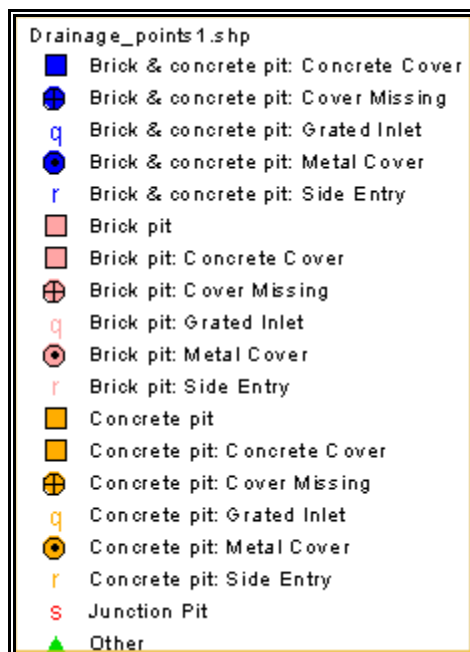 Drainage_points1.shp
Brick & concrete pit: Concrete Cover
Brick & concrete pit: Cover Missing
q Brick & concrete pit: Grated Inlet
Brick & concrete pit: Metal Cover
r Brick & concrete pit: Side Entry
Brick pit
Brick pit: Concrete Cover
Brick pit: Cover Missing
q Brick pit: Grated Inlet
Brick pit: Metal Cover
r Brick pit: Side Entry
Concrete pit
Concrete pit: Concrete Cover
Concrete pit: Cover Missing
q Concrete pit: Grated Inlet
Concrete pit: Metal Cover
r Concrete pit: Side Entry
s Junction Pit
Other